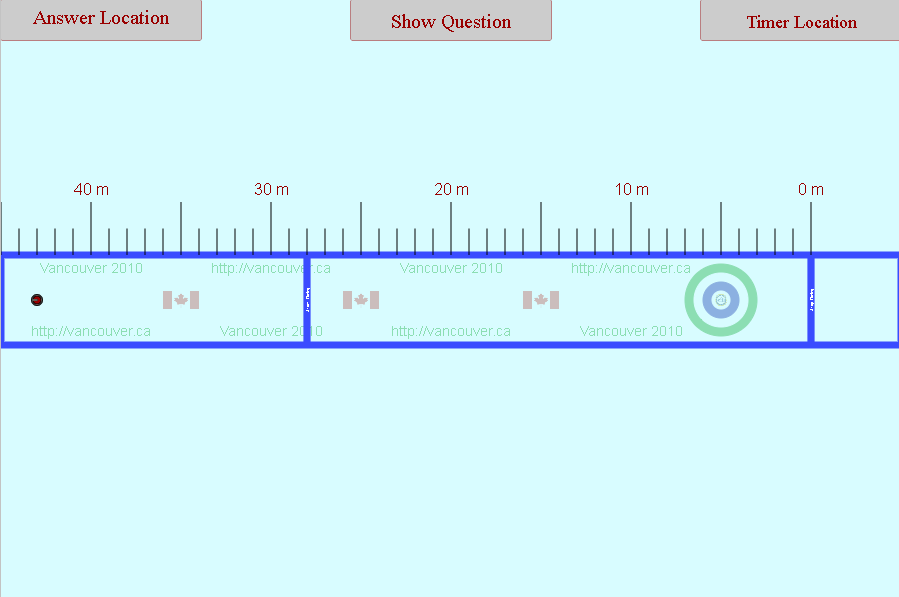 Answer Location
Show Question
Timer Location
40 m
30 m
20 m
10 m
0 m
Vancouver 2010
http://vancouver.ca
Vancouver 2010
http://vancouver.ca
http://vancouver.ca
Vancouver 2010
http://vancouver.ca
Vancouver 2010